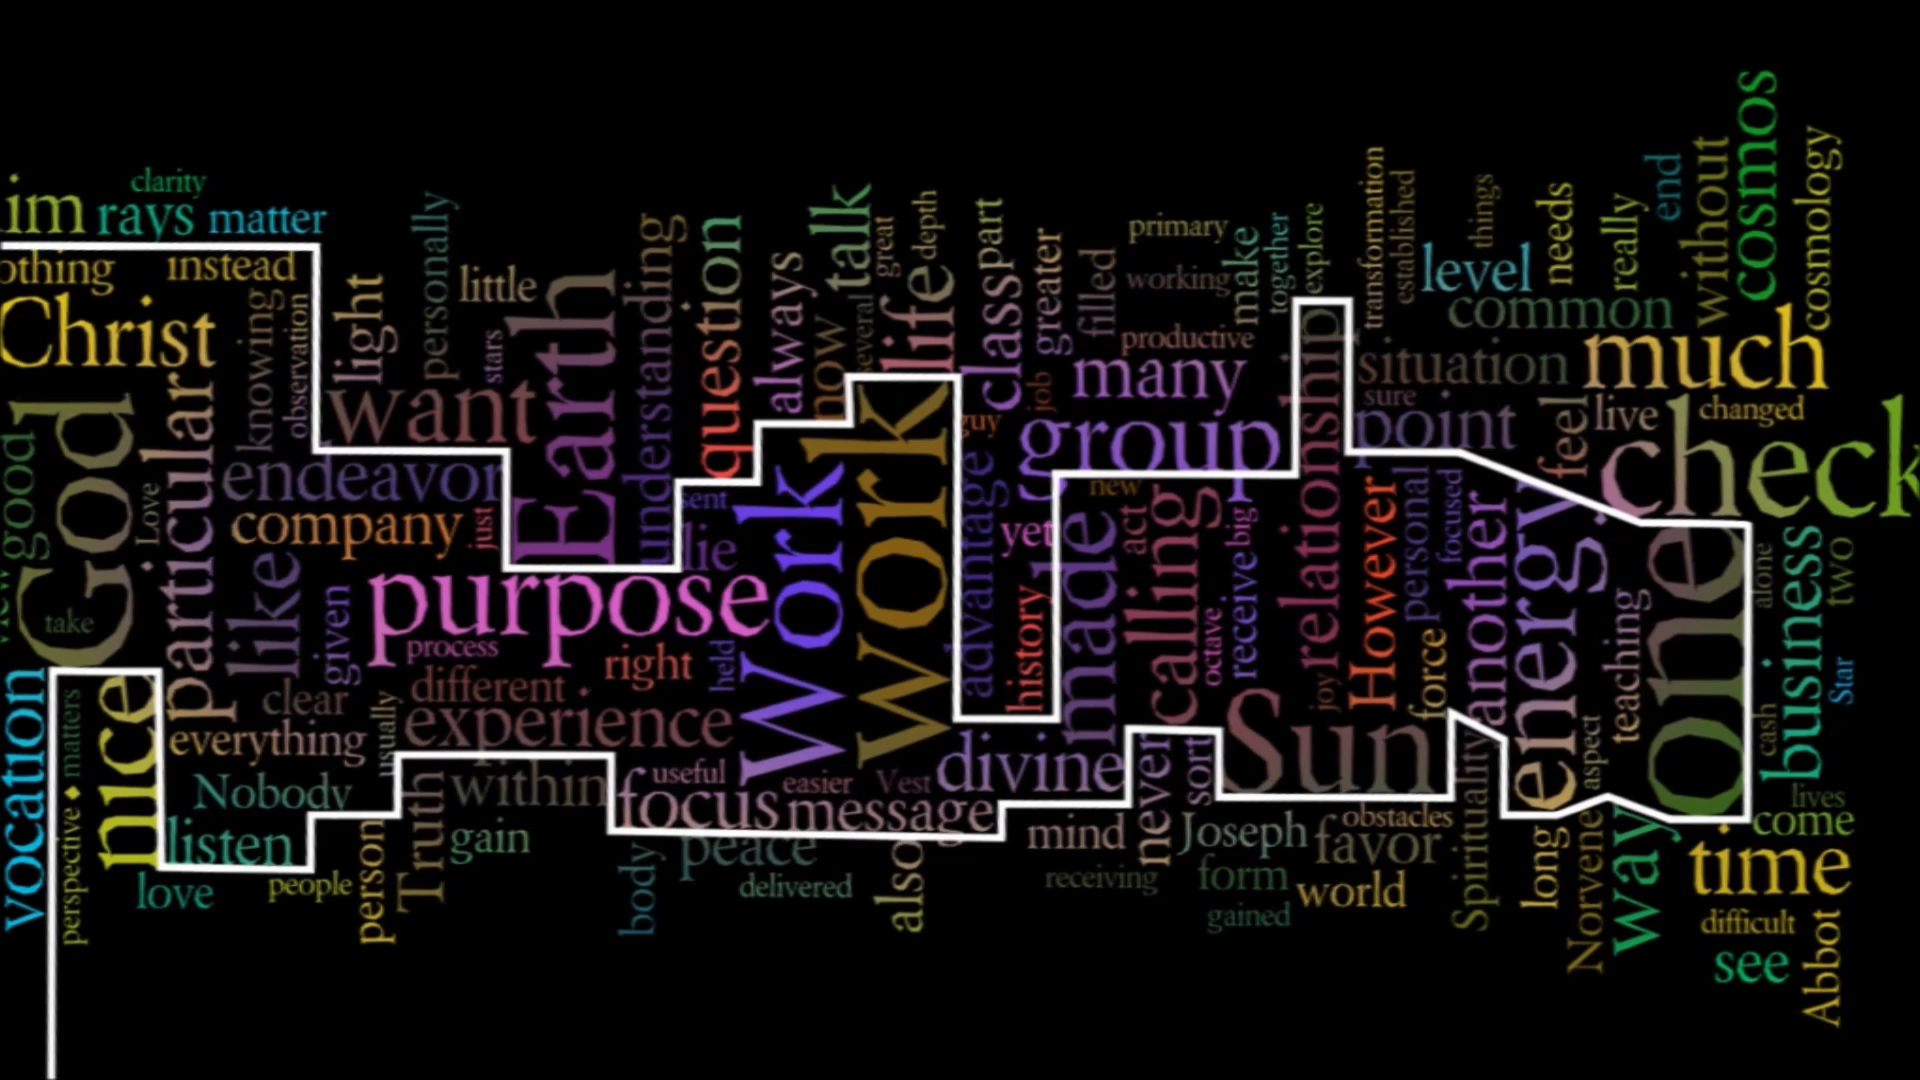 clarity
rays
matter
instead
Christ
knowing
observation
God
good
take
Love
particular
endeavor
company
just
like
given
vocation
perspective ◆ matters
nice
clear
everything
usually
Nobody
listen
love
people
person
Truth
gain
within
light
personally
little
stars
want
Earth
understanding
question
always
now
talk
several
great
depth
life
class
part
greater
job
guy
sent
lie
purpose
process
different
right
held
experience
Work
work
useful
focus
easier
Vest
message
body
peace
delivered
also
advantage
yet
history
divine
mind
receiving
primary
working
make
together
explore
filled
productive
many
group
new
made
act
calling
big
receive
octave
never
sort
Joseph
form
gained
relationship
joy
Sun
However
personal
focused
force
obstacles
favor
world
transformation
established
things
level
needs
common
situation
sure
point
another
energy
feel
Spirituality
long
aspect
Norvene
teaching
way
really
end
without
cosmos
cosmology
much
live
changed
check
one
alone
cash
business
two
Star
lives
come
time
difficult
see
Abbot